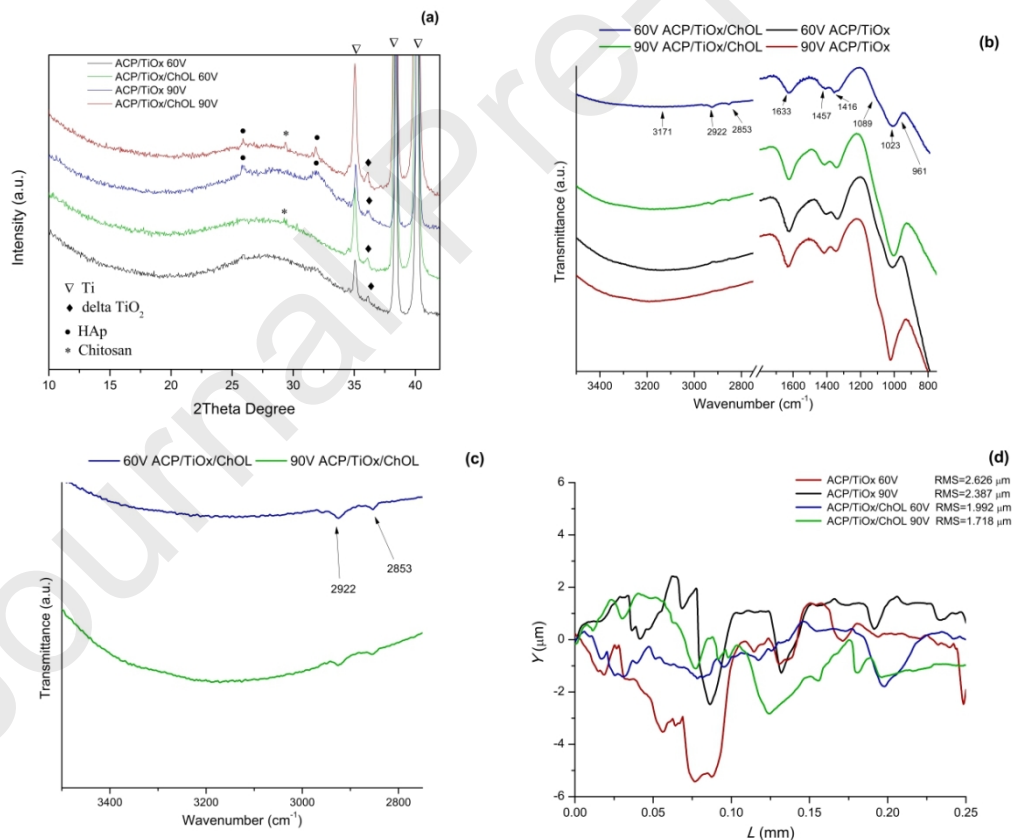 (a)
▽ ▽ ▽
ACP/TiOx 60V
ACP/TiOx/ChOL 60V
ACP/TiOx 90V
ACP/TiOx/ChOL 90V
Intensity (a.u.)
▽ Ti
♦ delta TiO₂
● HAp
* Chitosan
10 15 20 25 30 35 40
2Theta Degree
60V ACP/TiOx/ChOL 60V ACP/TiOx
90V ACP/TiOx/ChOL 90V ACP/TiOx
(b)
3171
2922
2853
1633
1457
1416
1089
1023
961
Transmittance (a.u.)
3400 3200 3000 2800 1600 1400 1200 1000 800
Wavenumber (cm⁻¹)
60V ACP/TiOx/ChOL 90V ACP/TiOx/ChOL
(c)
2922
2853
Transmittance (a.u.)
3400 3200 3000 2800
Wavenumber (cm⁻¹)
(d)
ACP/TiOx 60V RMS=2.626 μm
ACP/TiOx 90V RMS=2.387 μm
ACP/TiOx/ChOL 60V RMS=1.992 μm
ACP/TiOx/ChOL 90V RMS=1.718 μm
Y (μm)
6
4
2
0
-2
-4
-6
0.00 0.05 0.10 0.15 0.20 0.25
L (mm)
Journal Pre-